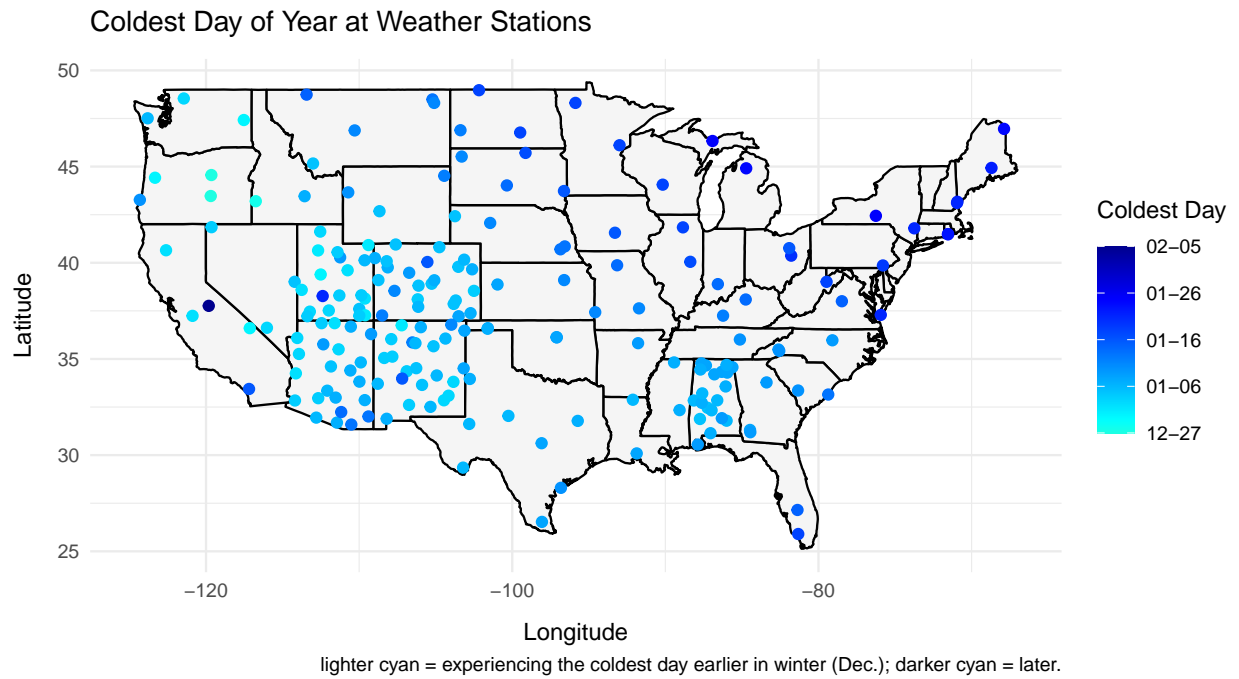 Coldest Day of Year at Weather Stations
50
45
40
35
30
25
Latitude
−120
−100
−80
Longitude
Coldest Day
02−05
01−26
01−16
01−06
12−27
lighter cyan = experiencing the coldest day earlier in winter (Dec.); darker cyan = later.